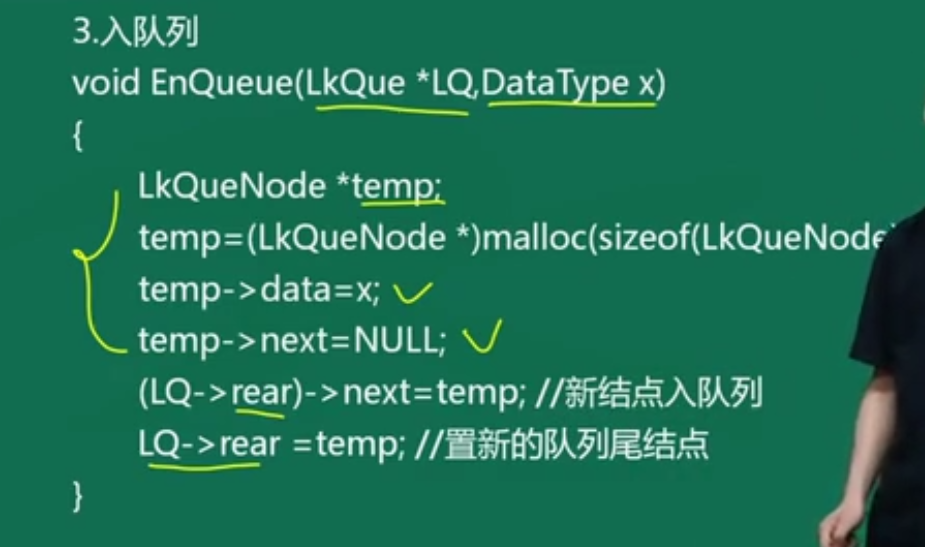 3.入队列
void EnQueue(LkQue *LQ,DataType x)
{
LkQueNode *temp;
temp=(LkQueNode *)malloc(sizeof(LkQueNode
temp->data=x;
temp->next=NULL;
(LQ->rear)->next=temp; //新结点入队列
LQ->rear =temp; //置新的队列尾结点
}